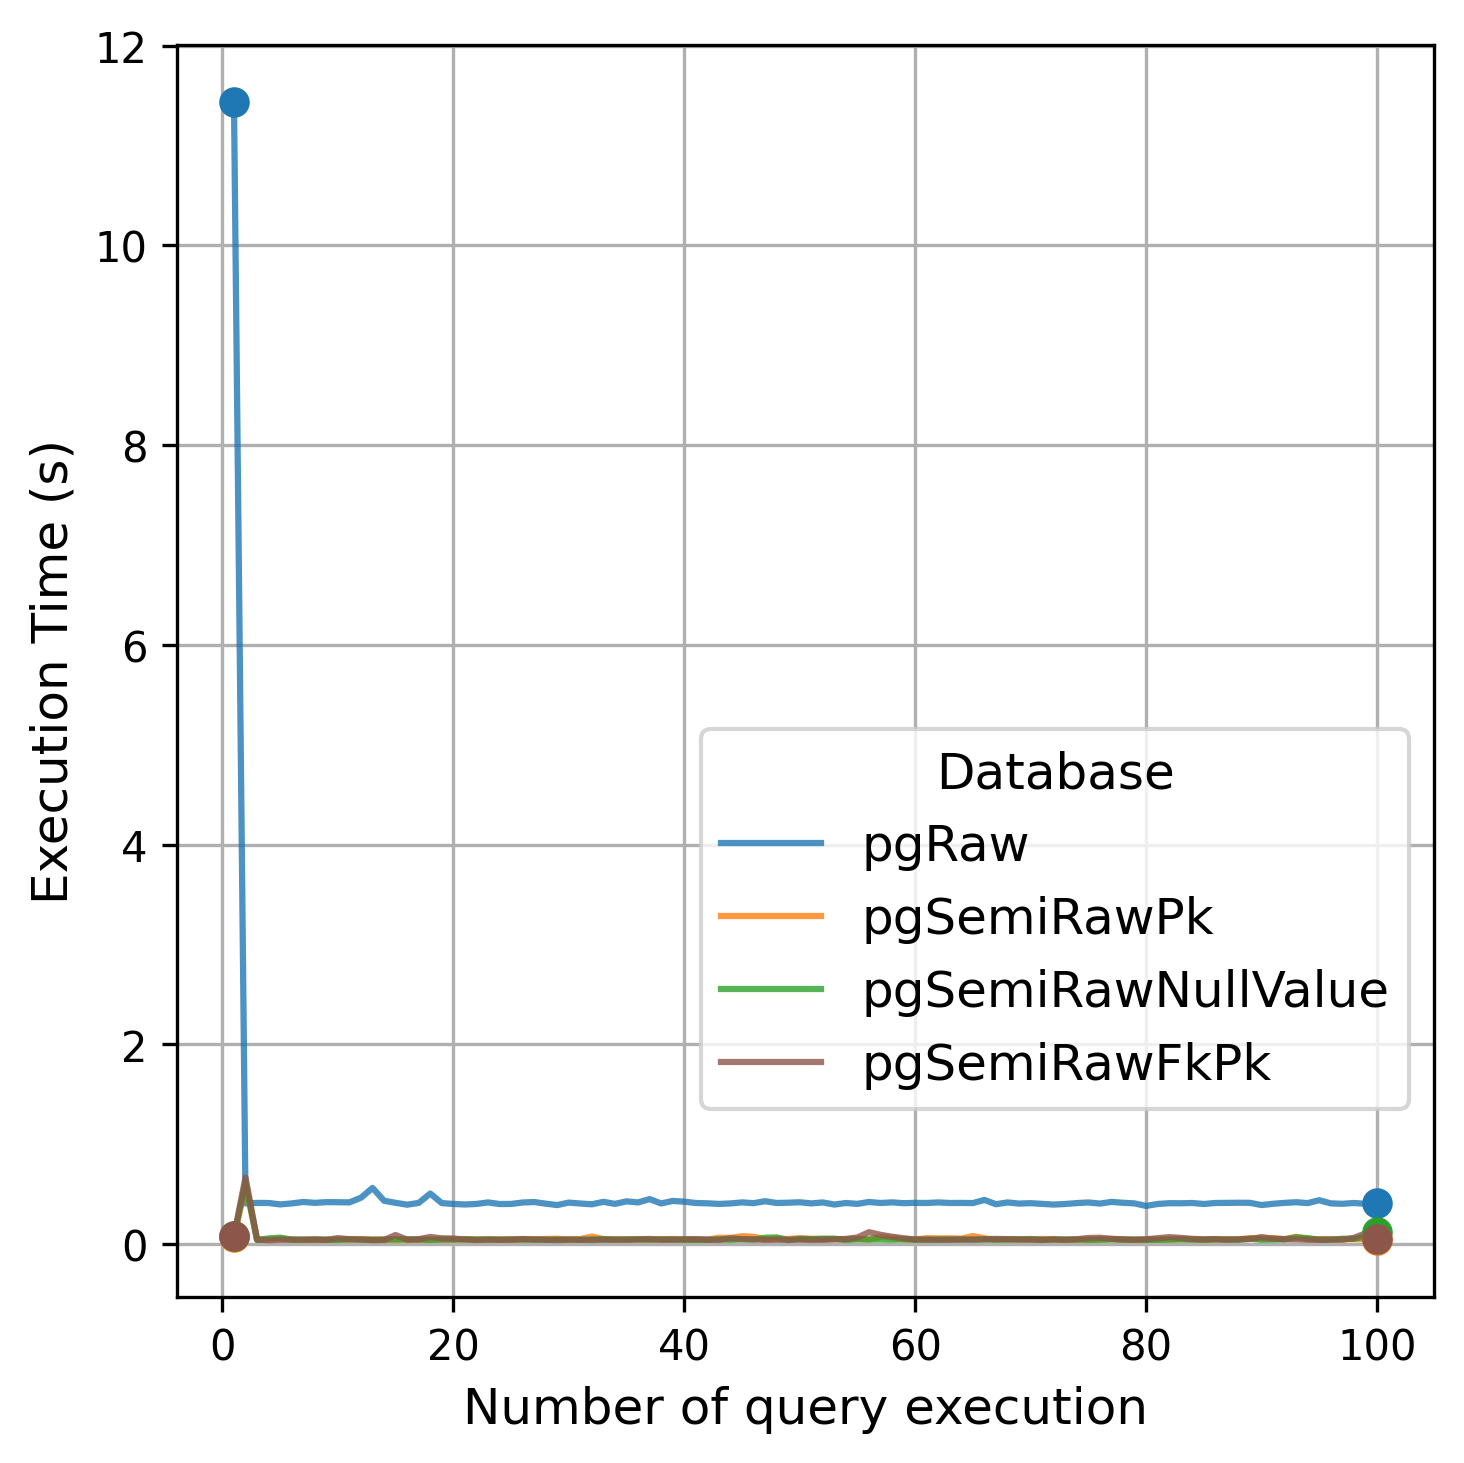 12
10
8
6
4
2
0
Execution Time (s)
Database
pgRaw
pgSemiRawPk
pgSemiRawNullValue
pgSemiRawFkPk
0 20 40 60 80 100
Number of query execution